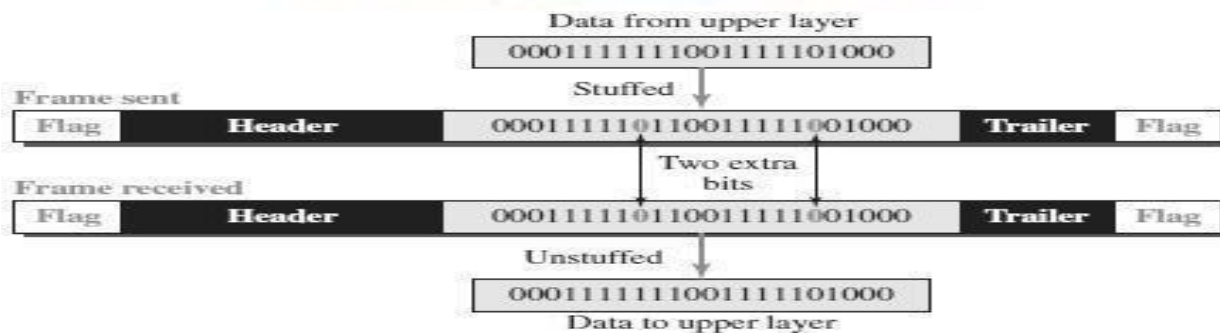 Data from upper layer
0001111111001111101000
Stuffed
Frame sent
Flag Header 000111110110011111001000 Trailer Flag
Two extra
bits
Frame received
Flag Header 000111110110011111001000 Trailer Flag
Unstuffed
0001111111001111101000
Data to upper layer